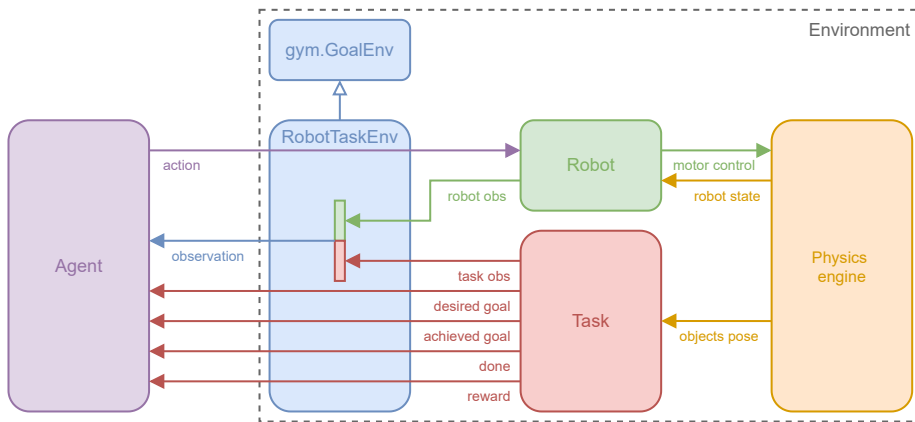 Environment
gym.GoalEnv
RobotTaskEnv
Agent
action
Robot
motor control
robot state
robot obs
observation
task obs
desired goal
achieved goal
done
reward
Task
objects pose
Physics
engine